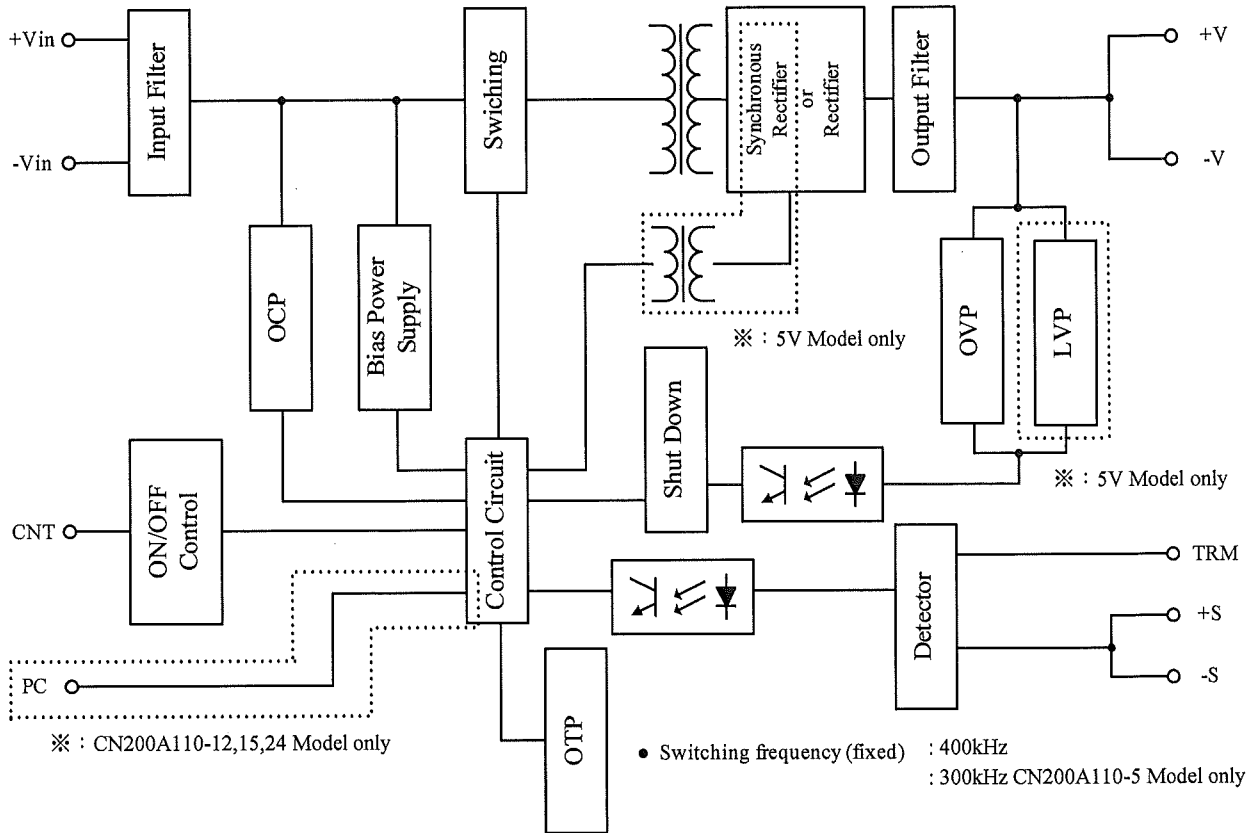 +Vin
-Vin
Input Filter
Swiching
Synchronous
Rectifier
or
Rectifier
Output Filter
+V
-V
OCP
Bias Power
Supply
※ : 5V Model only
OVP
LVP
※ : 5V Model only
Shut Down
CNT
ON/OFF
Control
Control Circuit
TRM
+S
-S
Detector
PC
※ : CN200A110-12,15,24 Model only
OTP
● Switching frequency (fixed) : 400kHz
: 300kHz CN200A110-5 Model only